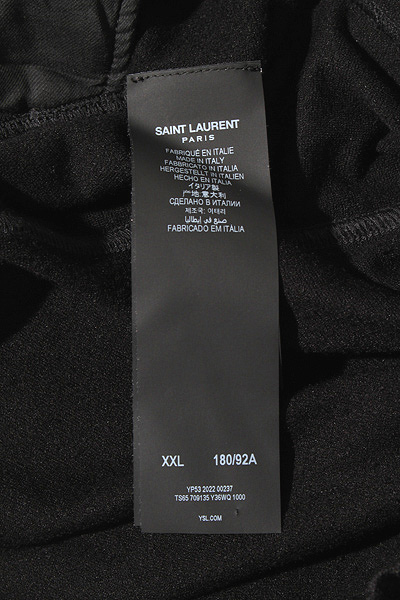 SAINT LAURENT
PARIS
FABRIQUÉ EN ITALIE
MADE IN ITALY
FABBRICATO IN ITALIA
HERGESTELLT IN ITALIEN
HECHO EN ITALIA
イタリア製
产地:意大利
СДЕЛАНО В ИТАЛИИ
제조국: 이태리
صنع في إيطاليا
FABRICADO EM ITÁLIA
XXL 180/92A
YP53 2022 00237
TS65 709135 Y36WQ 1000
YSL.COM